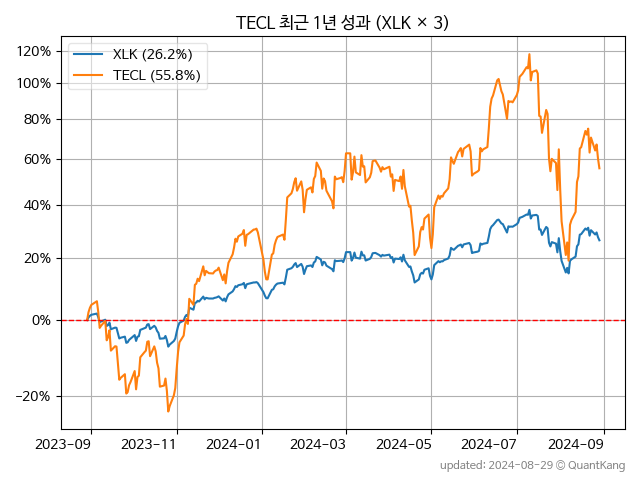 TECL 최근 1년 성과 (XLK × 3)
XLK (26.2%)
TECL (55.8%)
120%
100%
80%
60%
40%
20%
0%
−20%
2023-09 2023-11 2024-01 2024-03 2024-05 2024-07 2024-09
updated: 2024-08-29 © QuantKang